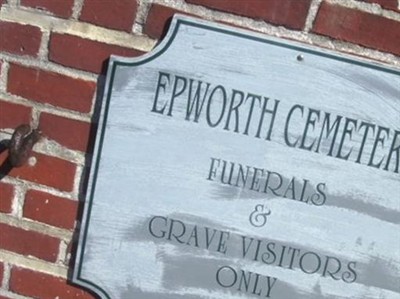 EPWORTH CEMETER
FUNERALS
&
GRAVE VISITORS
ONLY